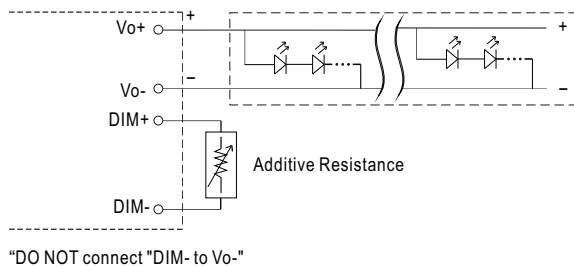 Vo+
+
+
−
−
Vo-
DIM+
Additive Resistance
DIM-
“DO NOT connect "DIM- to Vo-"